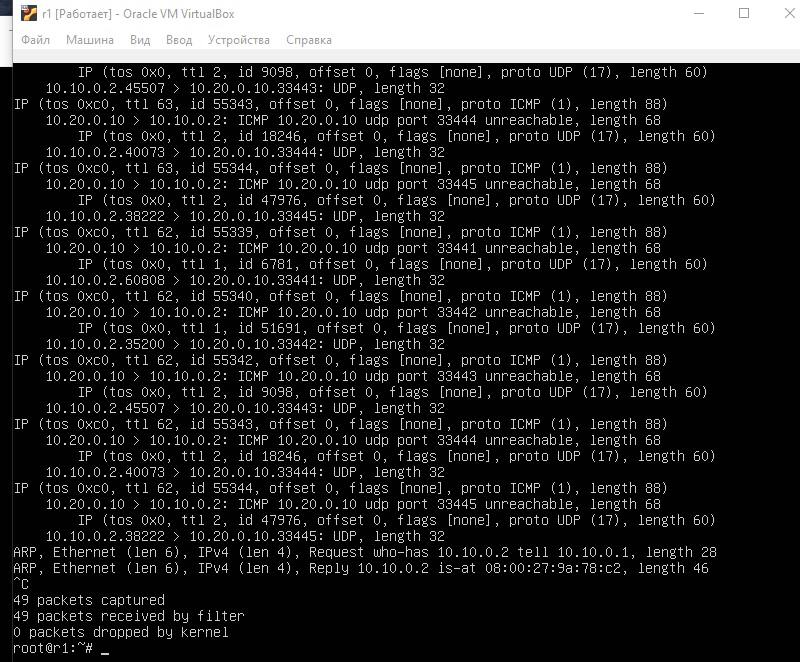 r1 [Работает] - Oracle VM VirtualBox
Файл Машина Вид Ввод Устройства Справка
IP (tos 0x0, ttl 2, id 9098, offset 0, flags [none], proto UDP (17), length 60)
10.10.0.2.45507 > 10.20.0.10.33443: UDP, length 32
IP (tos 0xc0, ttl 63, id 55343, offset 0, flags [none], proto ICMP (1), length 88)
10.20.0.10 > 10.10.0.2: ICMP 10.20.0.10 udp port 33444 unreachable, length 68
IP (tos 0x0, ttl 2, id 18246, offset 0, flags [none], proto UDP (17), length 60)
10.10.0.2.40073 > 10.20.0.10.33444: UDP, length 32
IP (tos 0xc0, ttl 63, id 55344, offset 0, flags [none], proto ICMP (1), length 88)
10.20.0.10 > 10.10.0.2: ICMP 10.20.0.10 udp port 33445 unreachable, length 68
IP (tos 0x0, ttl 2, id 47976, offset 0, flags [none], proto UDP (17), length 60)
10.10.0.2.38222 > 10.20.0.10.33445: UDP, length 32
IP (tos 0xc0, ttl 62, id 55339, offset 0, flags [none], proto ICMP (1), length 88)
10.20.0.10 > 10.10.0.2: ICMP 10.20.0.10 udp port 33441 unreachable, length 68
IP (tos 0x0, ttl 1, id 6781, offset 0, flags [none], proto UDP (17), length 60)
10.10.0.2.60808 > 10.20.0.10.33441: UDP, length 32
IP (tos 0xc0, ttl 62, id 55340, offset 0, flags [none], proto ICMP (1), length 88)
10.20.0.10 > 10.10.0.2: ICMP 10.20.0.10 udp port 33442 unreachable, length 68
IP (tos 0x0, ttl 1, id 51691, offset 0, flags [none], proto UDP (17), length 60)
10.10.0.2.35200 > 10.20.0.10.33442: UDP, length 32
IP (tos 0xc0, ttl 62, id 55342, offset 0, flags [none], proto ICMP (1), length 88)
10.20.0.10 > 10.10.0.2: ICMP 10.20.0.10 udp port 33443 unreachable, length 68
IP (tos 0x0, ttl 2, id 9098, offset 0, flags [none], proto UDP (17), length 60)
10.10.0.2.45507 > 10.20.0.10.33443: UDP, length 32
IP (tos 0xc0, ttl 62, id 55343, offset 0, flags [none], proto ICMP (1), length 88)
10.20.0.10 > 10.10.0.2: ICMP 10.20.0.10 udp port 33444 unreachable, length 68
IP (tos 0x0, ttl 2, id 18246, offset 0, flags [none], proto UDP (17), length 60)
10.10.0.2.40073 > 10.20.0.10.33444: UDP, length 32
IP (tos 0xc0, ttl 62, id 55344, offset 0, flags [none], proto ICMP (1), length 88)
10.20.0.10 > 10.10.0.2: ICMP 10.20.0.10 udp port 33445 unreachable, length 68
IP (tos 0x0, ttl 2, id 47976, offset 0, flags [none], proto UDP (17), length 60)
10.10.0.2.38222 > 10.20.0.10.33445: UDP, length 32
ARP, Ethernet (len 6), IPv4 (len 4), Request who-has 10.10.0.2 tell 10.10.0.1, length 28
ARP, Ethernet (len 6), IPv4 (len 4), Reply 10.10.0.2 is-at 08:00:27:9a:78:c2, length 46
^C
49 packets captured
49 packets received by filter
0 packets dropped by kernel
root@r1:~# _